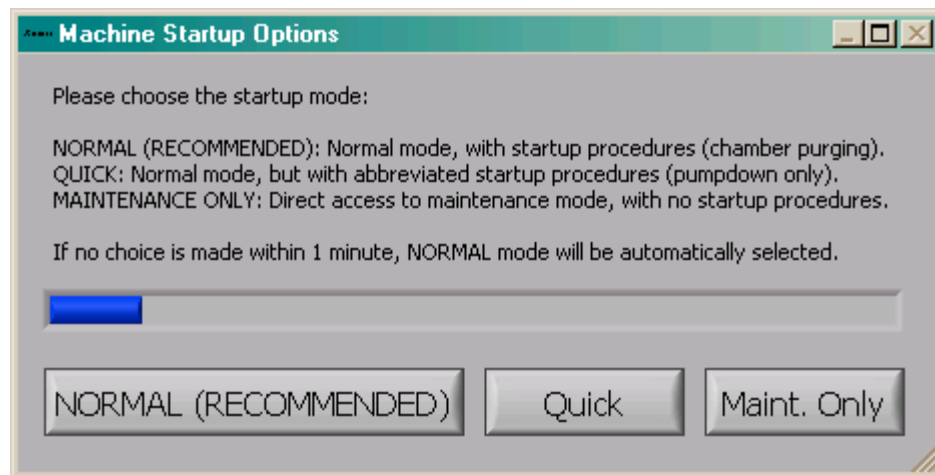 Machine Startup Options
Please choose the startup mode:
NORMAL (RECOMMENDED): Normal mode, with startup procedures (chamber purging).
QUICK: Normal mode, but with abbreviated startup procedures (pumpdown only).
MAINTENANCE ONLY: Direct access to maintenance mode, with no startup procedures.
If no choice is made within 1 minute, NORMAL mode will be automatically selected.
NORMAL (RECOMMENDED) Quick Maint. Only